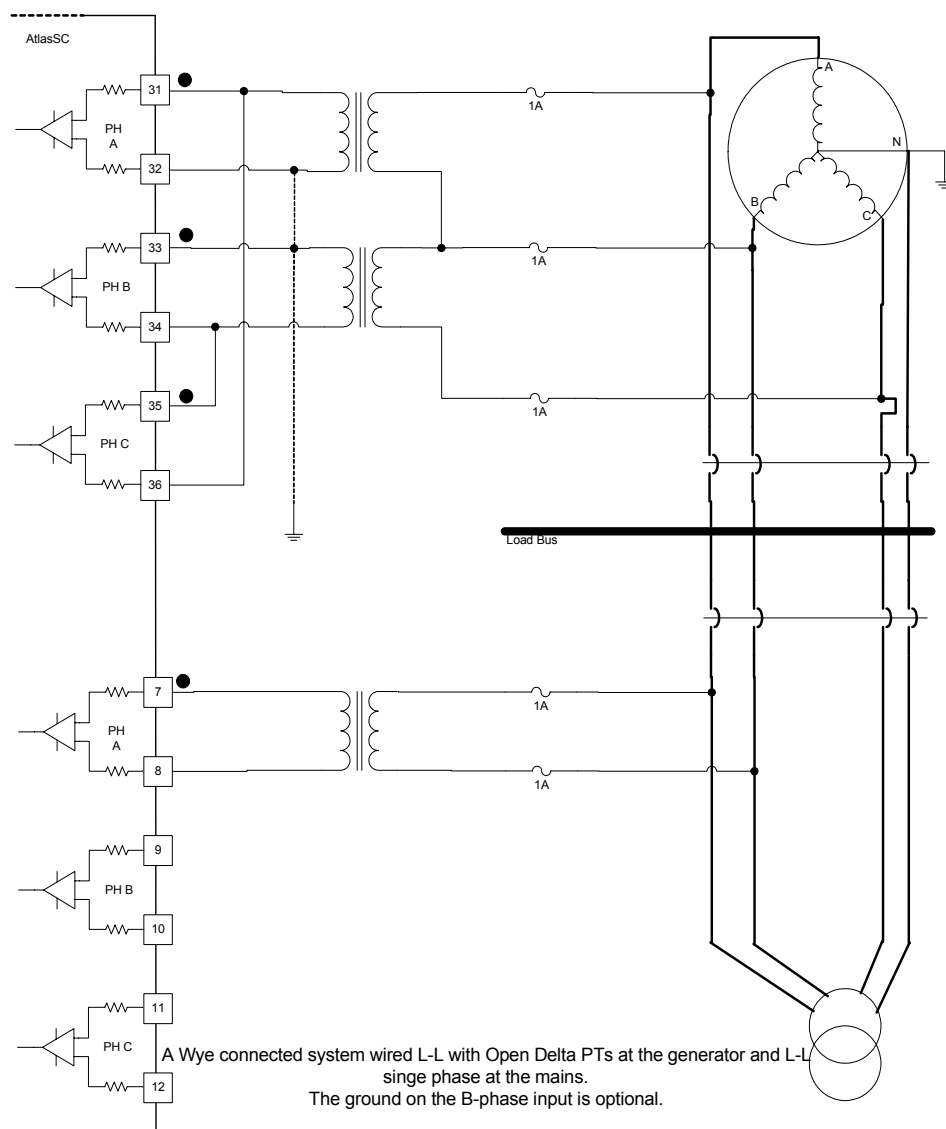 AtlasSC
A
31
1A
PH
A
N
32
B
C
33
1A
PH B
34
35
1A
PH C
36
Load Bus
7
1A
PH
A
8
1A
9
PH B
10
11
PH C
A Wye connected system wired L-L with Open Delta PTs at the generator and L-L
singe phase at the mains.
12
The ground on the B-phase input is optional.